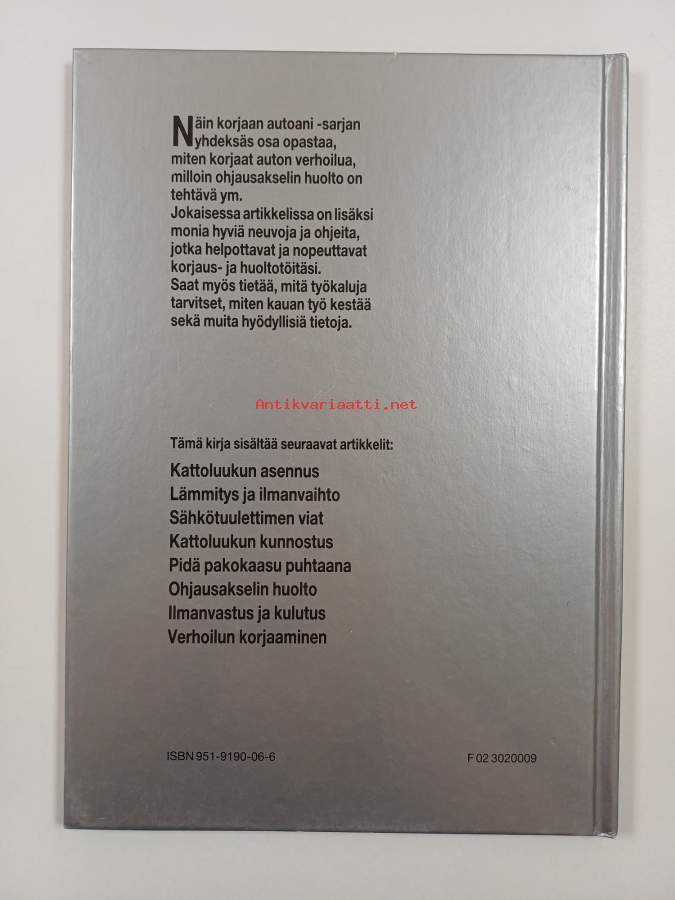 Näin korjaan autoani -sarjan
yhdeksäs osa opastaa,
miten korjaat auton verhoilua,
milloin ohjausakselin huolto on
tehtävä ym.
Jokaisessa artikkelissa on lisäksi
monia hyviä neuvoja ja ohjeita,
jotka helpottavat ja nopeuttavat
korjaus- ja huoltotöitäsi.
Saat myös tietää, mitä työkaluja
tarvitset, miten kauan työ kestää
sekä muita hyödyllisiä tietoja.
Antikvariaatti.net
Tämä kirja sisältää seuraavat artikkelit:
Kattoluukun asennus
Lämmitys ja ilmanvaihto
Sähkötuulettimen viat
Kattoluukun kunnostus
Pidä pakokaasu puhtaana
Ohjausakselin huolto
Ilmanvastus ja kulutus
Verhoilun korjaaminen
ISBN 951-9190-06-6
F 02 3020009